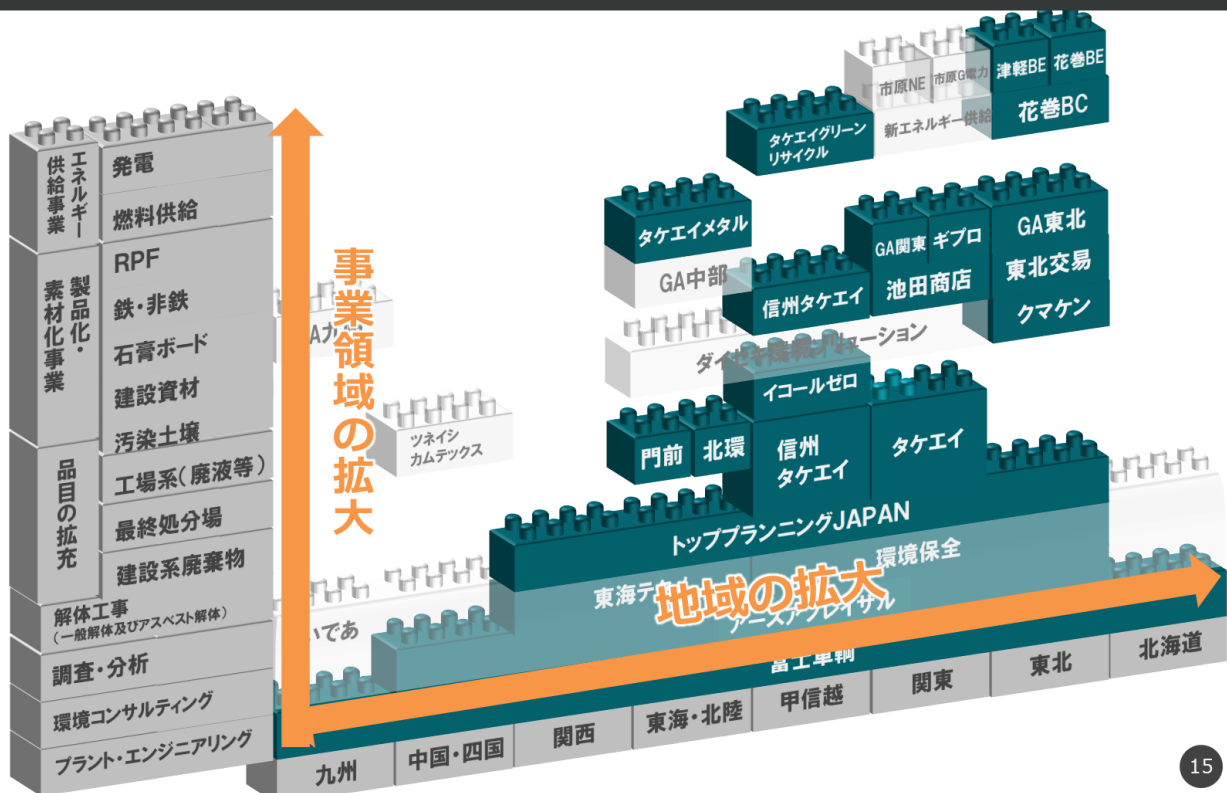 エネルギー
供給事業
発電
燃料供給
製品化・
素材化事業
RPF
鉄・非鉄
石膏ボード
建設資材
汚染土壌
品目の拡充
工場系(廃液等)
最終処分場
建設系廃棄物
解体工事
(一般解体及びアスベスト解体)
調査・分析
環境コンサルティング
プラント・エンジニアリング
事業領域の拡大
市原NE
市原G電力
津軽BE
花巻BE
新エネルギー供給
花巻BC
タケエイグリーン
リサイクル
タケエイメタル
GA中部
信州タケエイ
GA関東
ギプロ
池田商店
GA東北
東北交易
クマケン
イコールゼロ
ツネイシ
カムテックス
門前
北環
信州
タケエイ
タケエイ
トッププランニングJAPAN
環境保全
地域の拡大
富士車輌
九州
中国・四国
関西
東海・北陸
甲信越
関東
東北
北海道
15